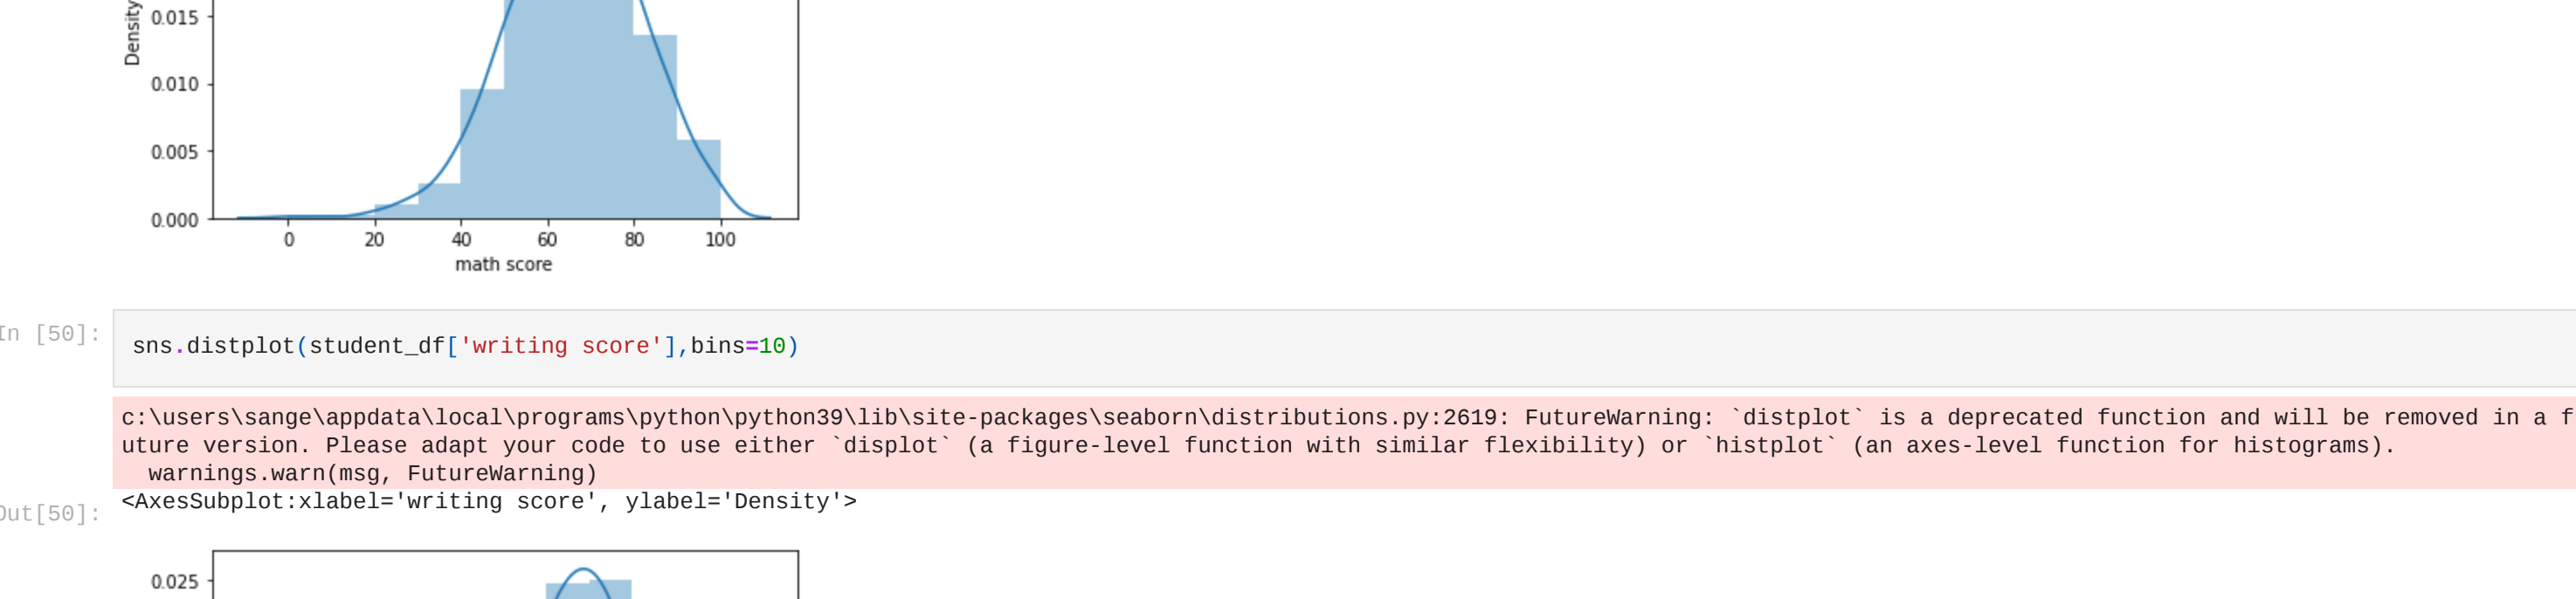 Density
0.015
0.010
0.005
0.000
0 20 40 60 80 100
math score
In [50]:
sns.distplot(student_df['writing score'],bins=10)
c:\users\sange\appdata\local\programs\python\python39\lib\site-packages\seaborn\distributions.py:2619: FutureWarning: `distplot` is a deprecated function and will be removed in a f
uture version. Please adapt your code to use either `displot` (a figure-level function with similar flexibility) or `histplot` (an axes-level function for histograms).
warnings.warn(msg, FutureWarning)
Out[50]:
<AxesSubplot:xlabel='writing score', ylabel='Density'>
0.025